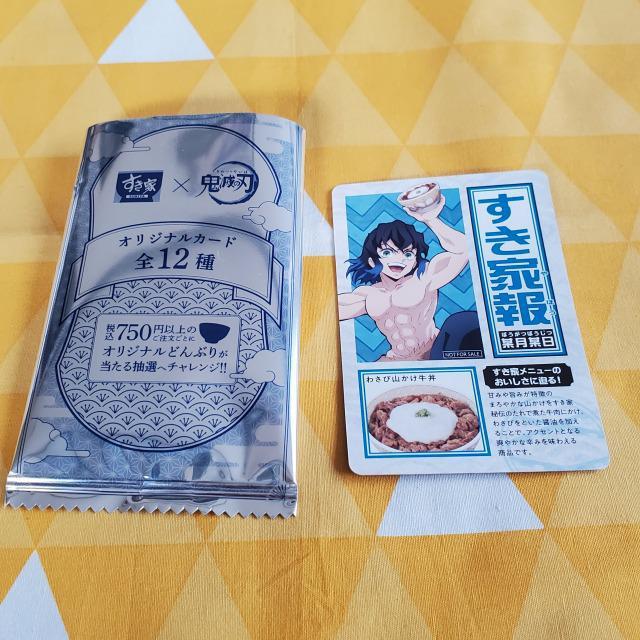 すき家
SUKIYA
×
鬼滅の刃
オリジナルカード
全12種
税込750円以上の
ご注文ごとに
オリジナルどんぶりが
当たる抽選へチャレンジ!!
すき家報
ぼうがつぼうじつ
某月某日
NOT FOR SALE
わさび山かけ牛丼
すき家メニューの
おいしさに迫る!
甘みや旨みが特徴の
まろやかな山かけをすき家
秘伝のたれで煮た牛肉にかけ、
わさびをといた醤油を加え
ることで、アクセントとなる
爽やかな辛みを味わえる
商品です。